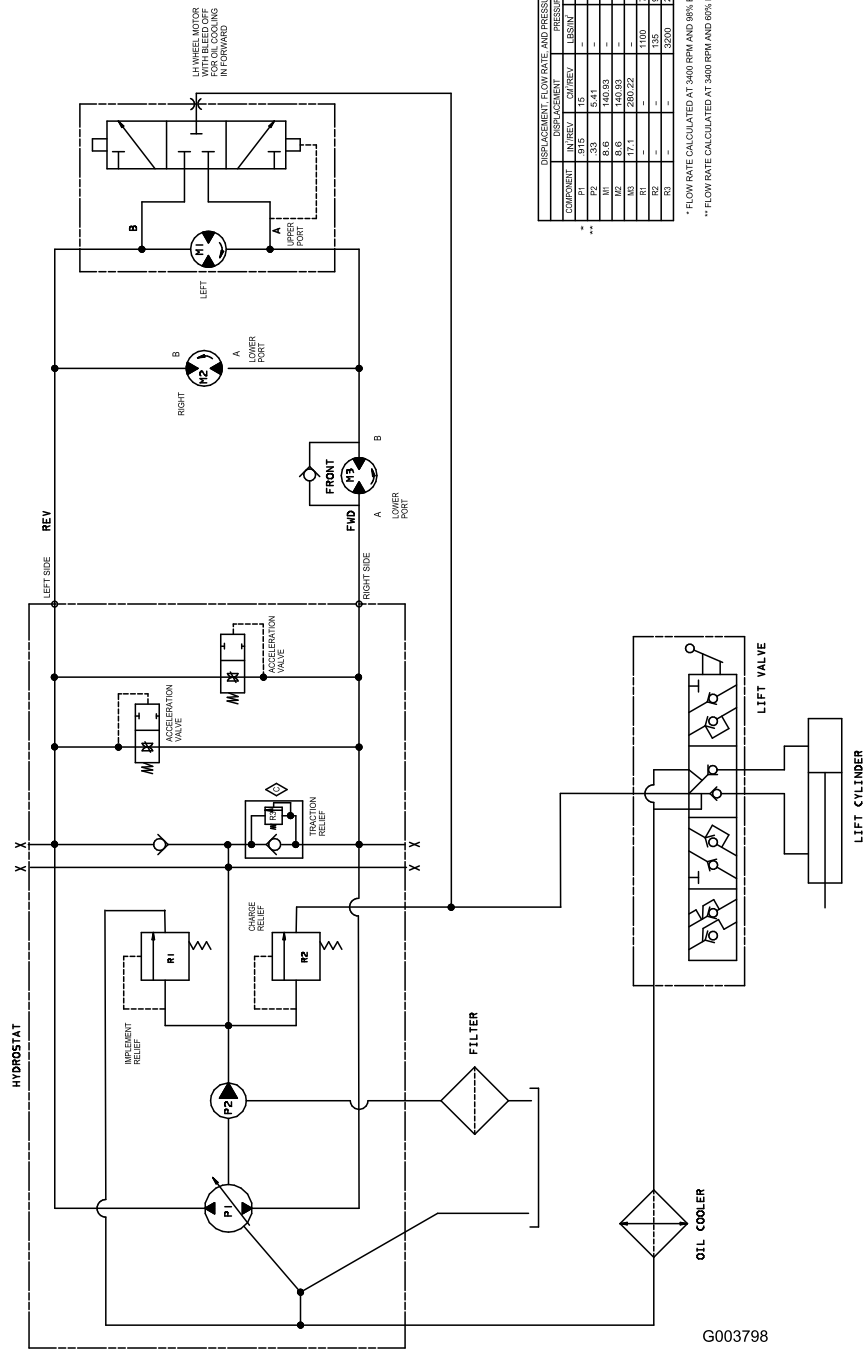 HYDROSTAT
IMPLEMENT
RELIEF
R1
CHARGE
RELIEF
R2
P1
P2
FILTER
OIL COOLER
TRACTION
RELIEF
R3
C
ACCELERATION
VALVE
ACCELERATION
VALVE
LEFT SIDE
RIGHT SIDE
REV
FWD
FRONT
M3
A
LOWER
PORT
B
RIGHT
M2
B
A
LOWER
PORT
LEFT
M1
B
A
UPPER
PORT
LH WHEEL MOTOR
WITH BLEED OFF
FOR OIL COOLING
IN FORWARD
LIFT VALVE
LIFT CYLINDER
DISPLACEMENT, FLOW RATE, AND
COMPONENT DISPLACEMENT
IN³/REV CM³/REV LBS/IN²
* P1 .915 15 –
** P2 .33 5.41 –
M1 8.6 140.93 –
M2 8.6 140.93 –
M3 17.1 280.22 –
R1 – – 1100
R2 – – 135
R3 – – 3200
* FLOW RATE CALCULATED AT 3400 RPM AND 98%
** FLOW RATE CALCULATED AT 3400 RPM AND 60%
G003798